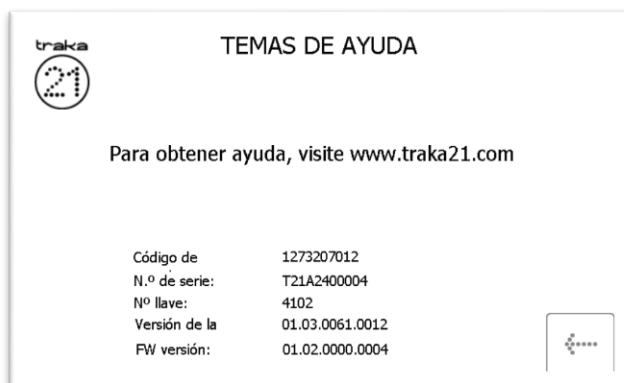 traka
21
TEMAS DE AYUDA
Para obtener ayuda, visite www.traka21.com
Código de 1273207012
N.º de serie: T21A2400004
Nº llave: 4102
Versión de la 01.03.0061.0012
FW versión: 01.02.0000.0004